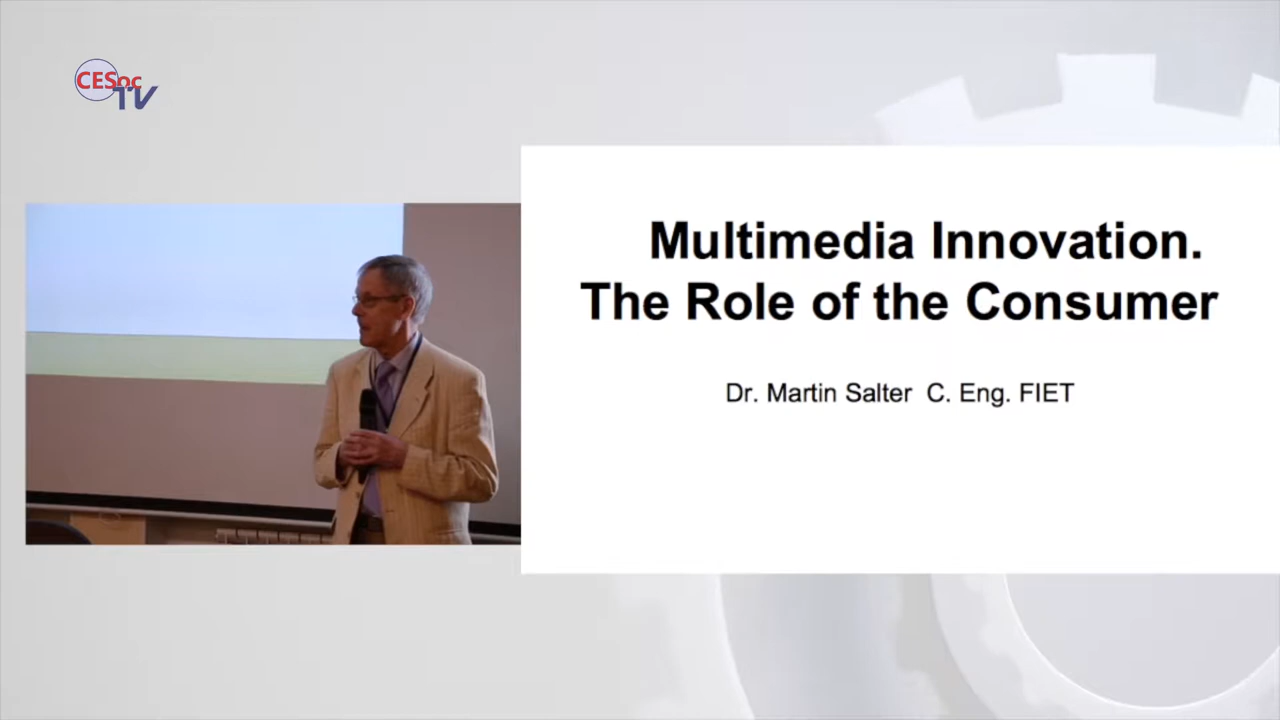 CESoc
TV
Multimedia Innovation.
The Role of the Consumer
Dr. Martin Salter C. Eng. FIET